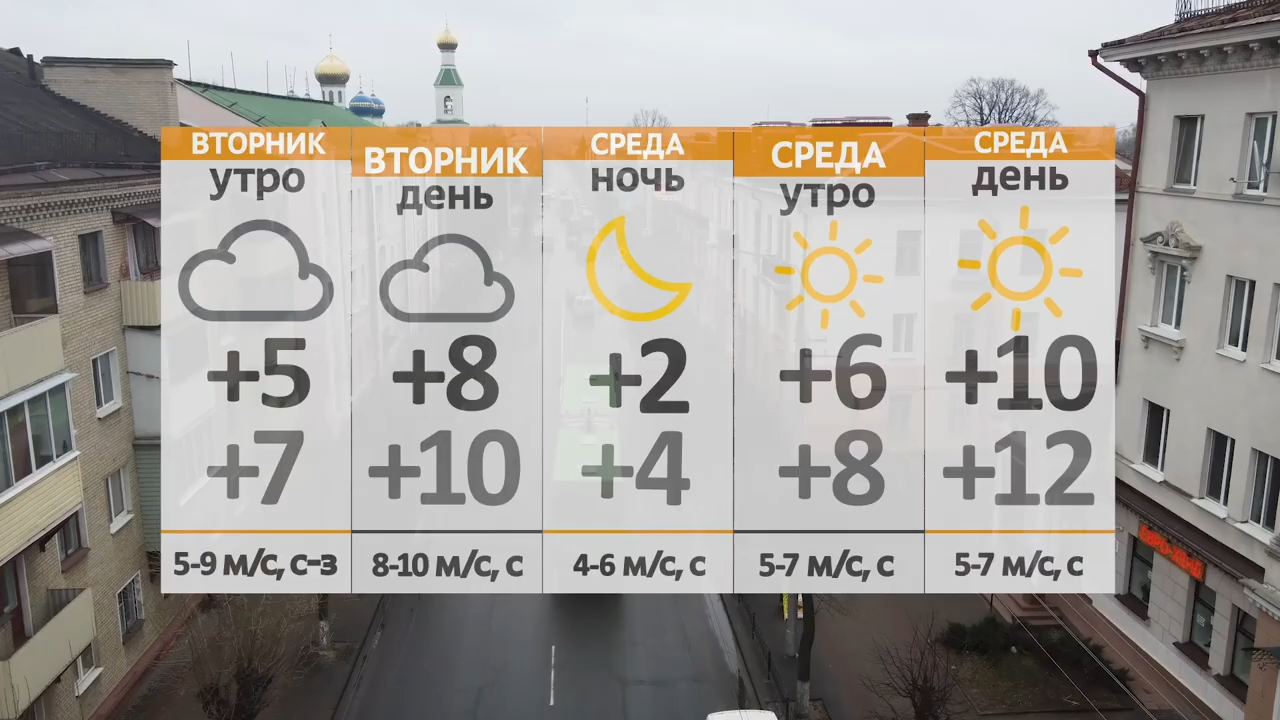 ВТОРНИК
утро
+5
+7
5-9 м/с, с-з
ВТОРНИК
день
+8
+10
8-10 м/с, с
СРЕДА
ночь
+2
+4
4-6 м/с, с
СРЕДА
утро
+6
+8
5-7 м/с, с
СРЕДА
день
+10
+12
5-7 м/с, с